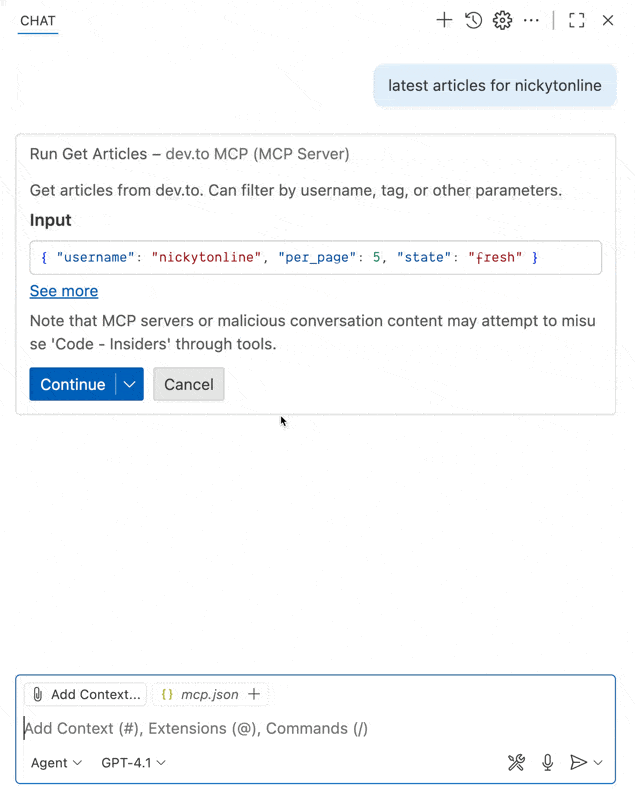 CHAT
latest articles for nickytonline
Run Get Articles – dev.to MCP (MCP Server)
Get articles from dev.to. Can filter by username, tag, or other parameters.
Input
{ "username": "nickytonline", "per_page": 5, "state": "fresh" }
See more
Note that MCP servers or malicious conversation content may attempt to misu
se 'Code - Insiders' through tools.
Continue Cancel
Add Context... {} mcp.json
Add Context (#), Extensions (@), Commands (/)
Agent GPT-4.1